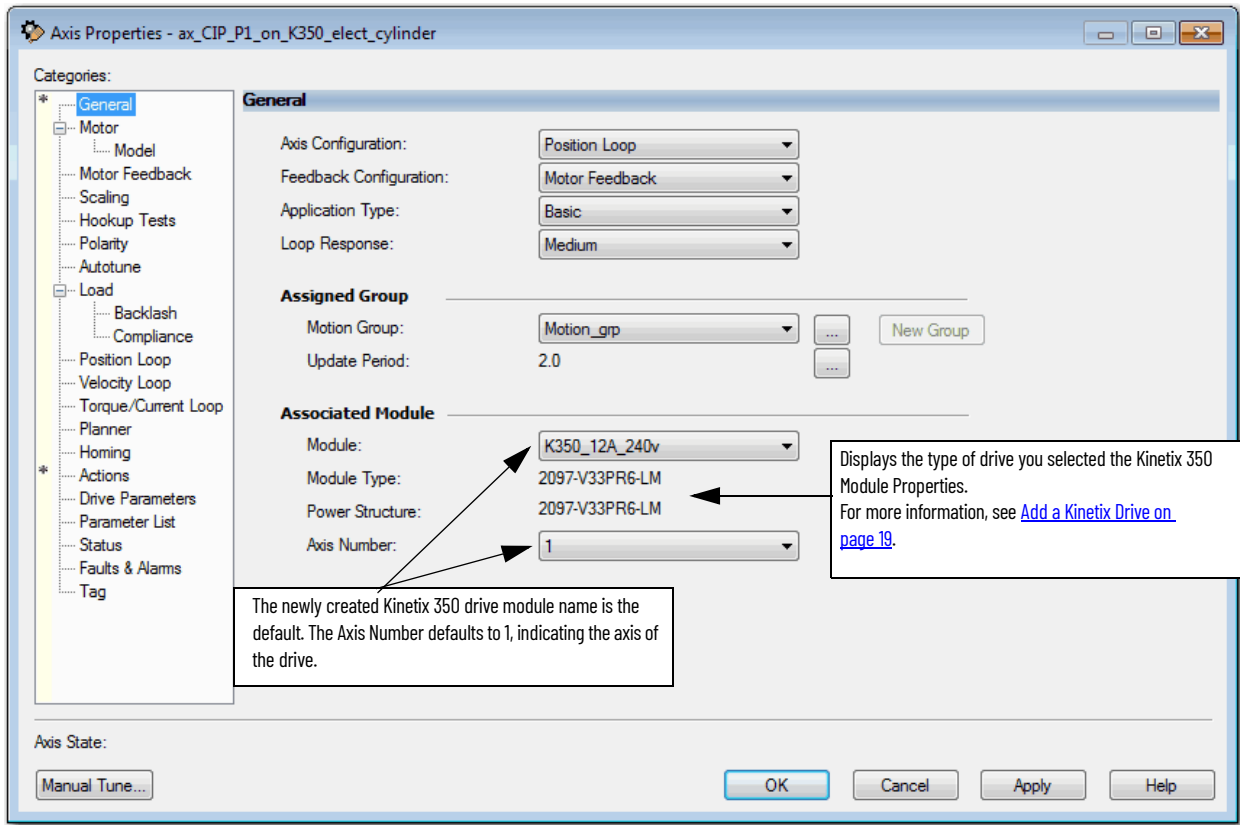 Axis Properties - ax_CIP_P1_on_K350_elect_cylinder
Categories:
* General
Motor
Model
Motor Feedback
Scaling
Hookup Tests
Polarity
Autotune
Load
Backlash
Compliance
Position Loop
Velocity Loop
Torque/Current Loop
Planner
Homing
* Actions
Drive Parameters
Parameter List
Status
Faults & Alarms
Tag
General
Axis Configuration: Position Loop
Feedback Configuration: Motor Feedback
Application Type: Basic
Loop Response: Medium
Assigned Group
Motion Group: Motion_grp ... New Group
Update Period: 2.0 ...
Associated Module
Module: K350_12A_240v
Module Type: 2097-V33PR6-LM
Power Structure: 2097-V33PR6-LM
Axis Number: 1
Displays the type of drive you selected the Kinetix 350
Module Properties.
For more information, see Add a Kinetix Drive on
page 19.
The newly created Kinetix 350 drive module name is the
default. The Axis Number defaults to 1, indicating the axis of
the drive.
Axis State:
Manual Tune... OK Cancel Apply Help